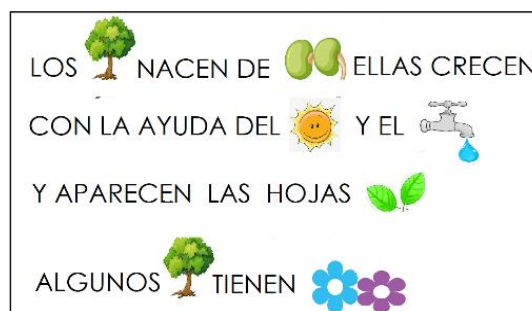 LOS NACEN DE ELLAS CRECEN
CON LA AYUDA DEL Y EL
Y APARECEN LAS HOJAS
ALGUNOS TIENEN